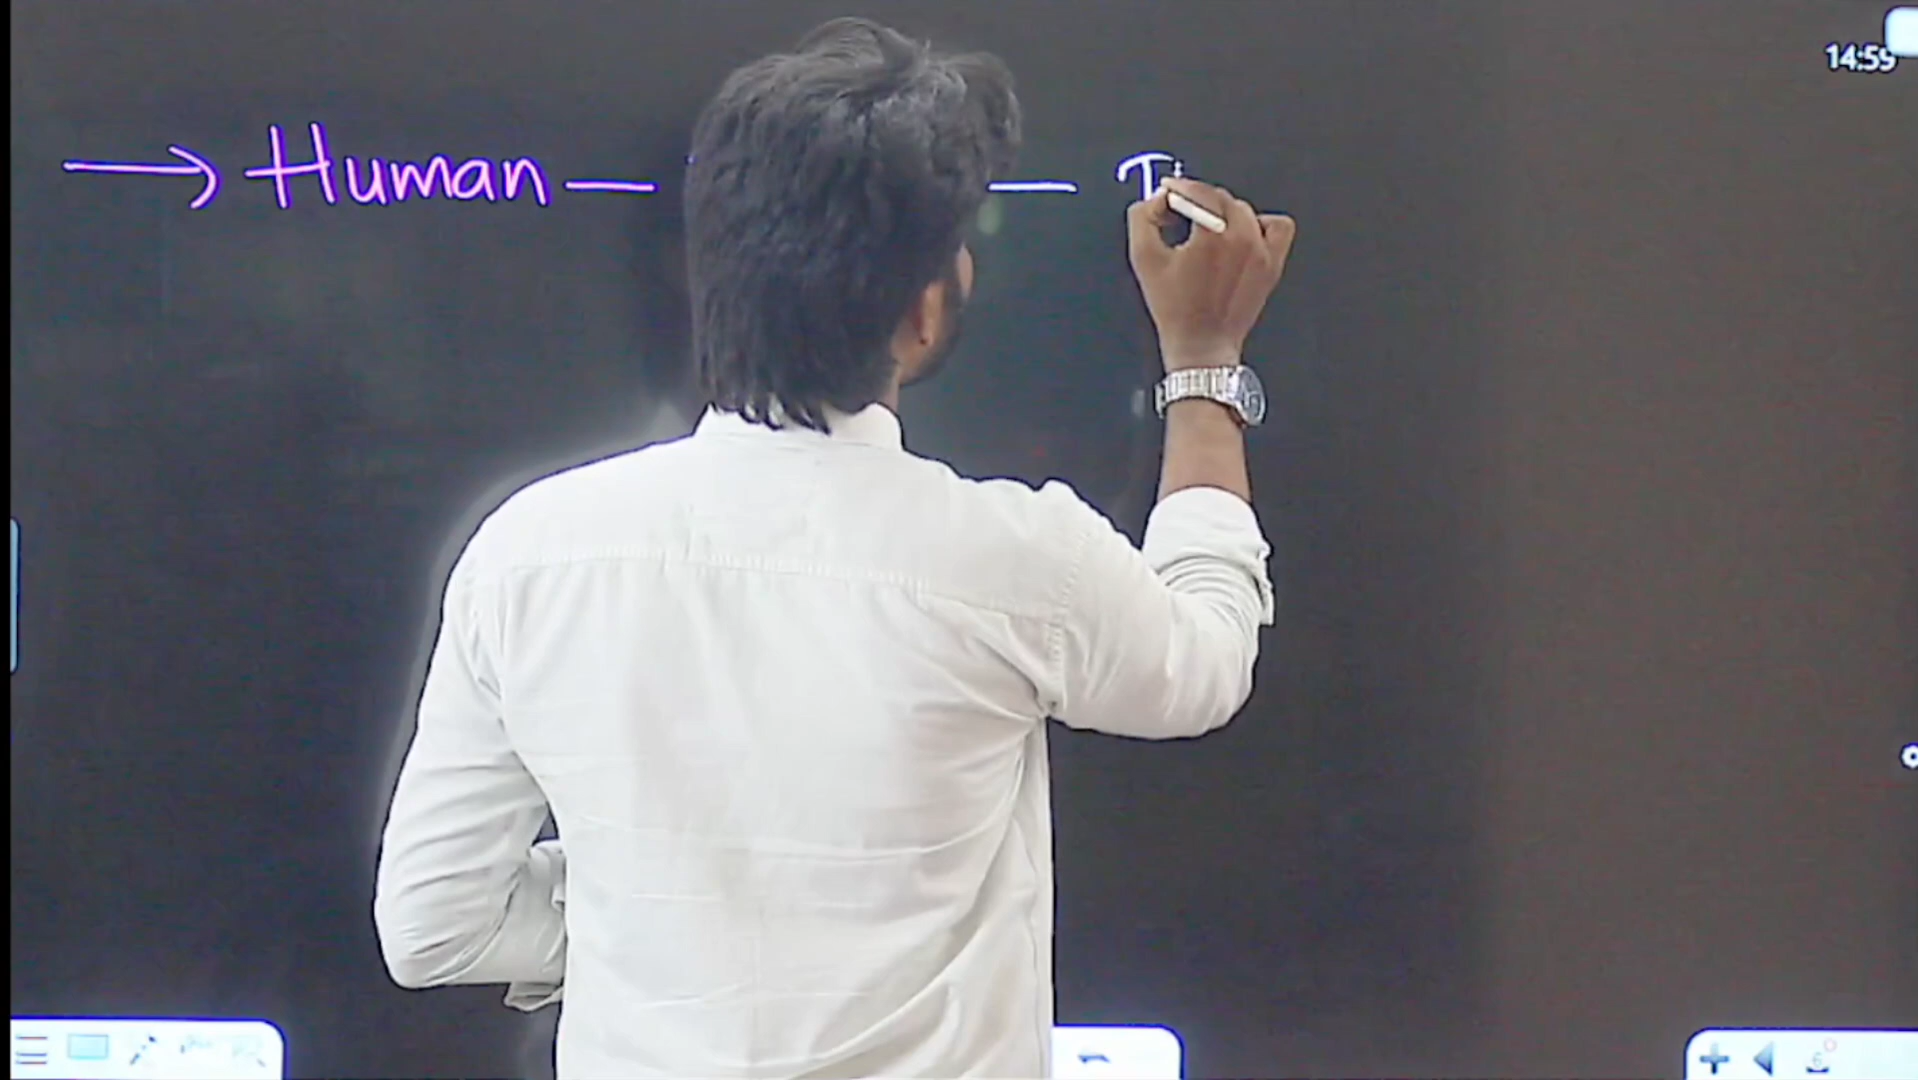 14:59
→ Human — —